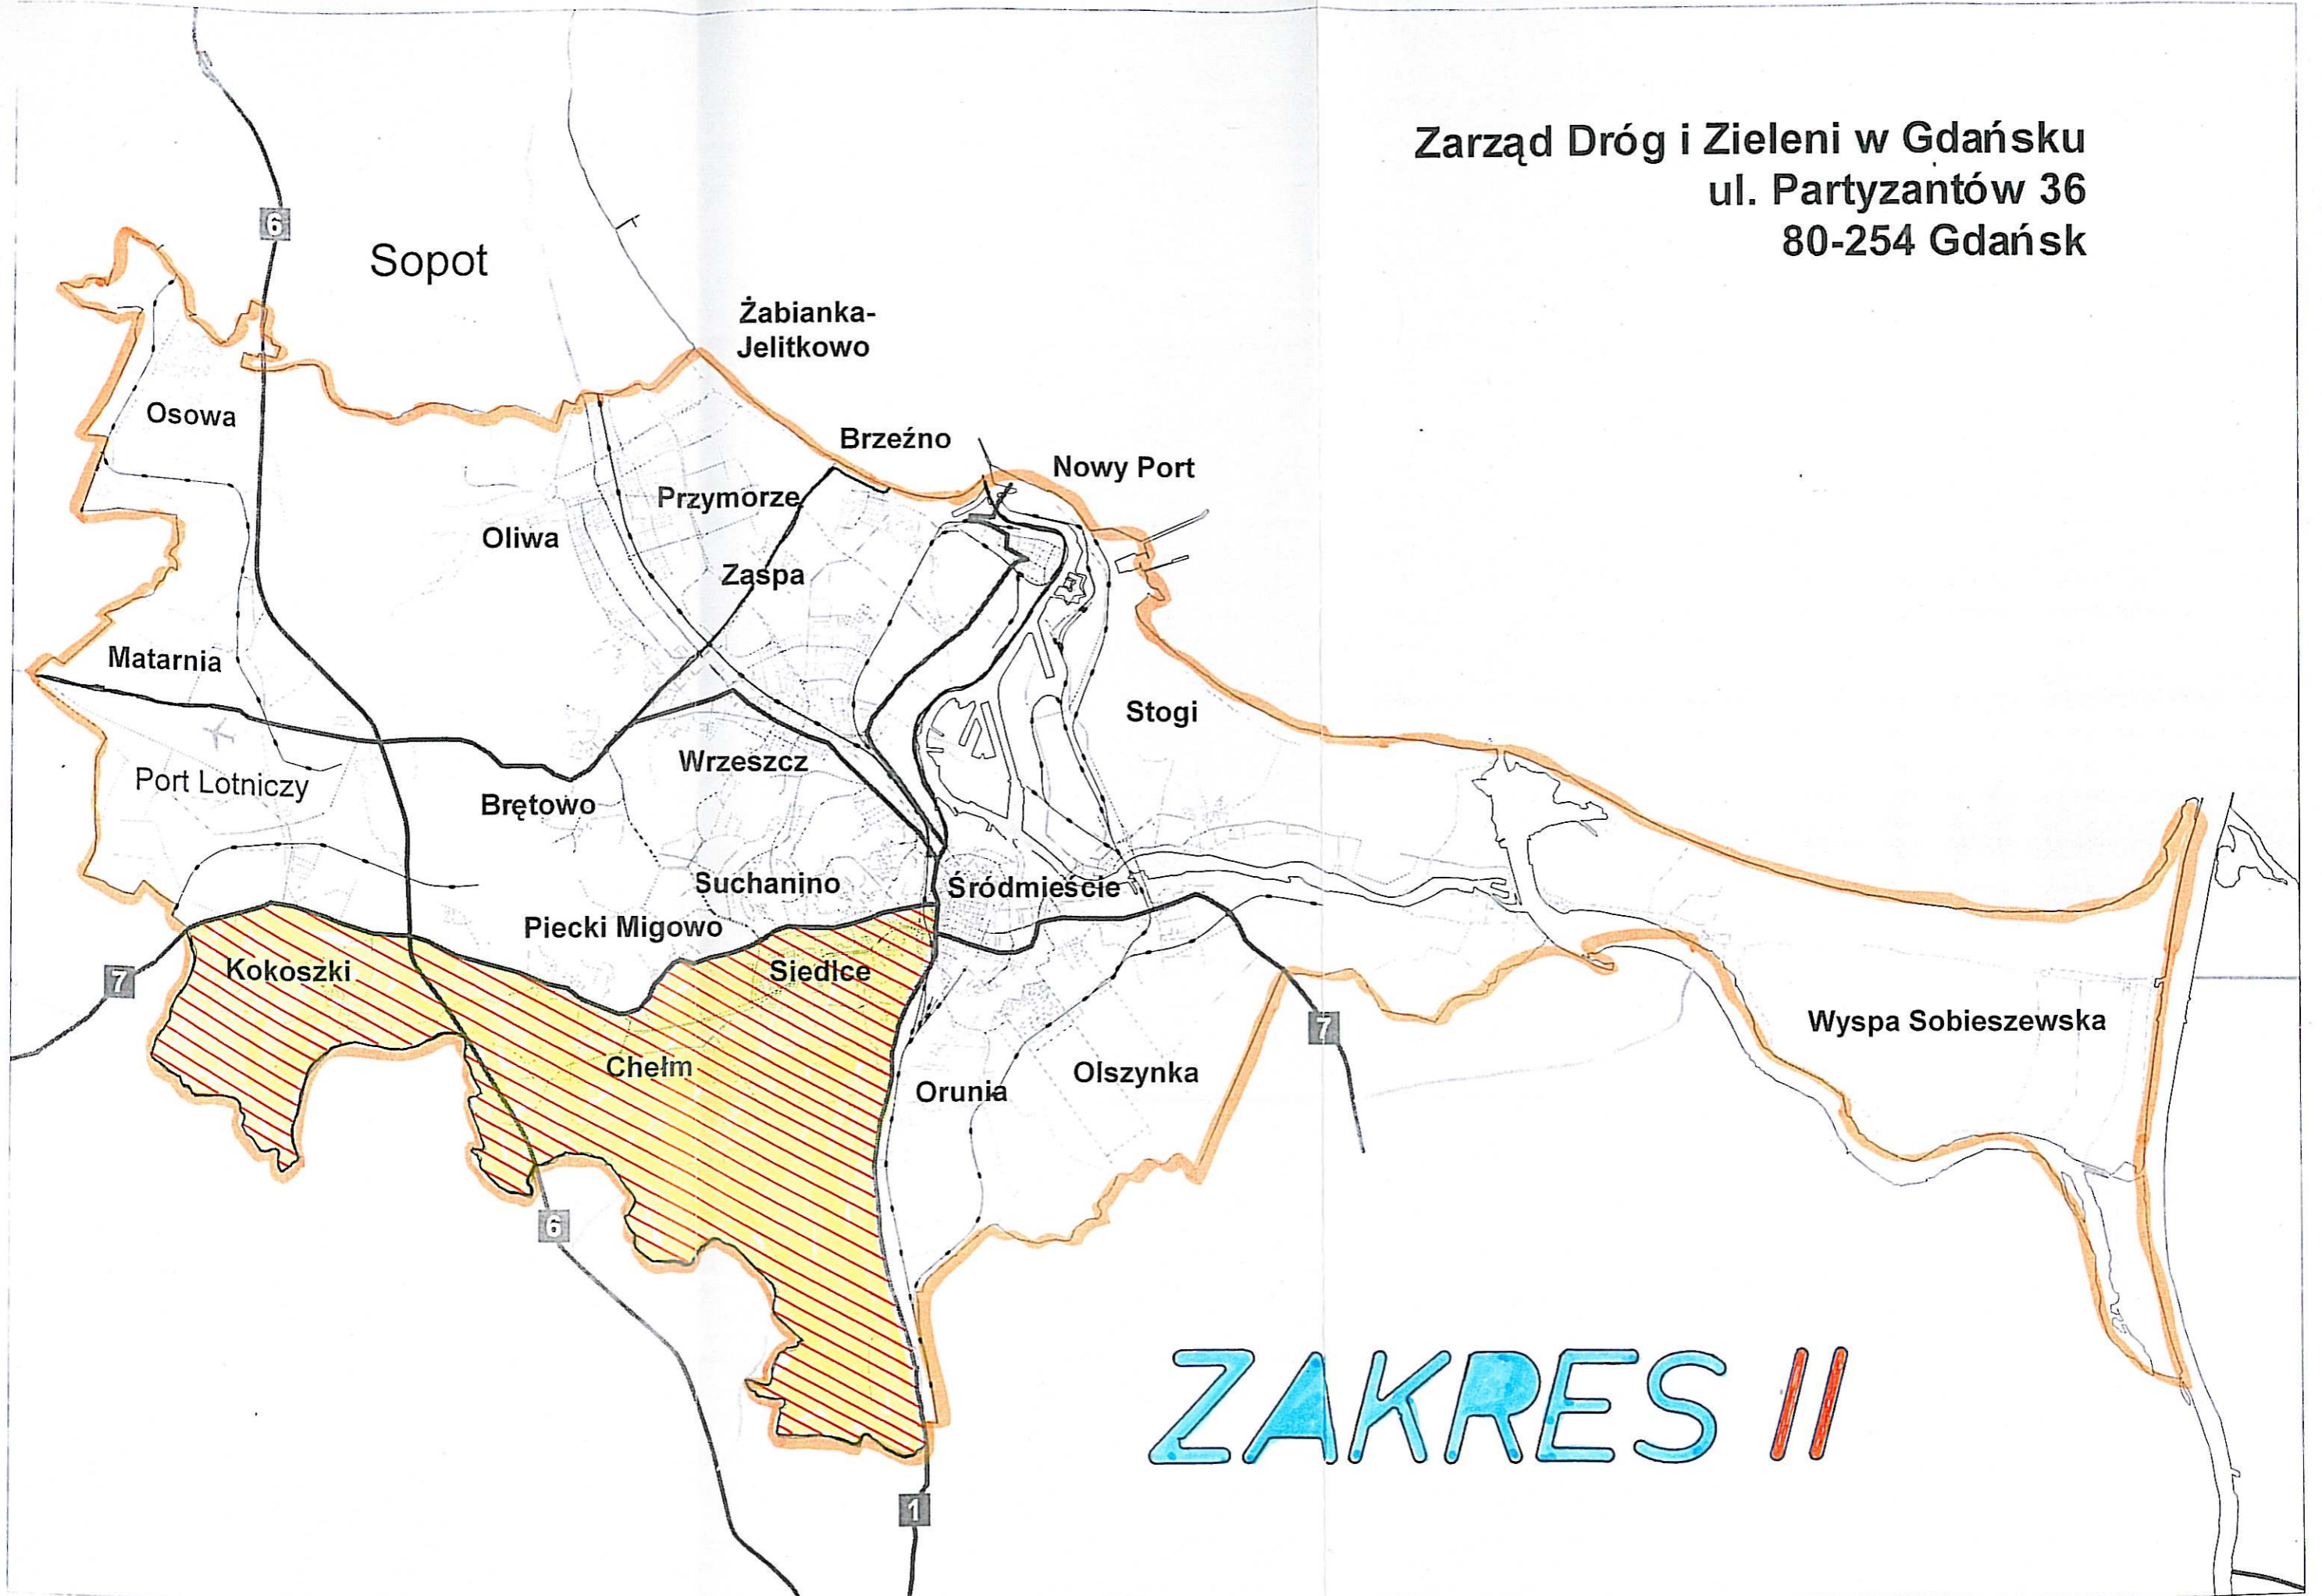 Zarząd Dróg i Zieleni w Gdańsku
ul. Partyzantów 36
80-254 Gdańsk
6
Sopot
Żabianka-
Jelitkowo
Osowa
Brzeźno
Nowy Port
Przymorze
Oliwa
Zaspa
Matarnia
Stogi
Wrzeszcz
Port Lotniczy
Brętowo
Suchanino
Śródmieście
Piecki Migowo
Kokoszki
Siedlce
7
7
Wyspa Sobieszewska
Chełm
Olszynka
Orunia
6
ZAKRES II
1